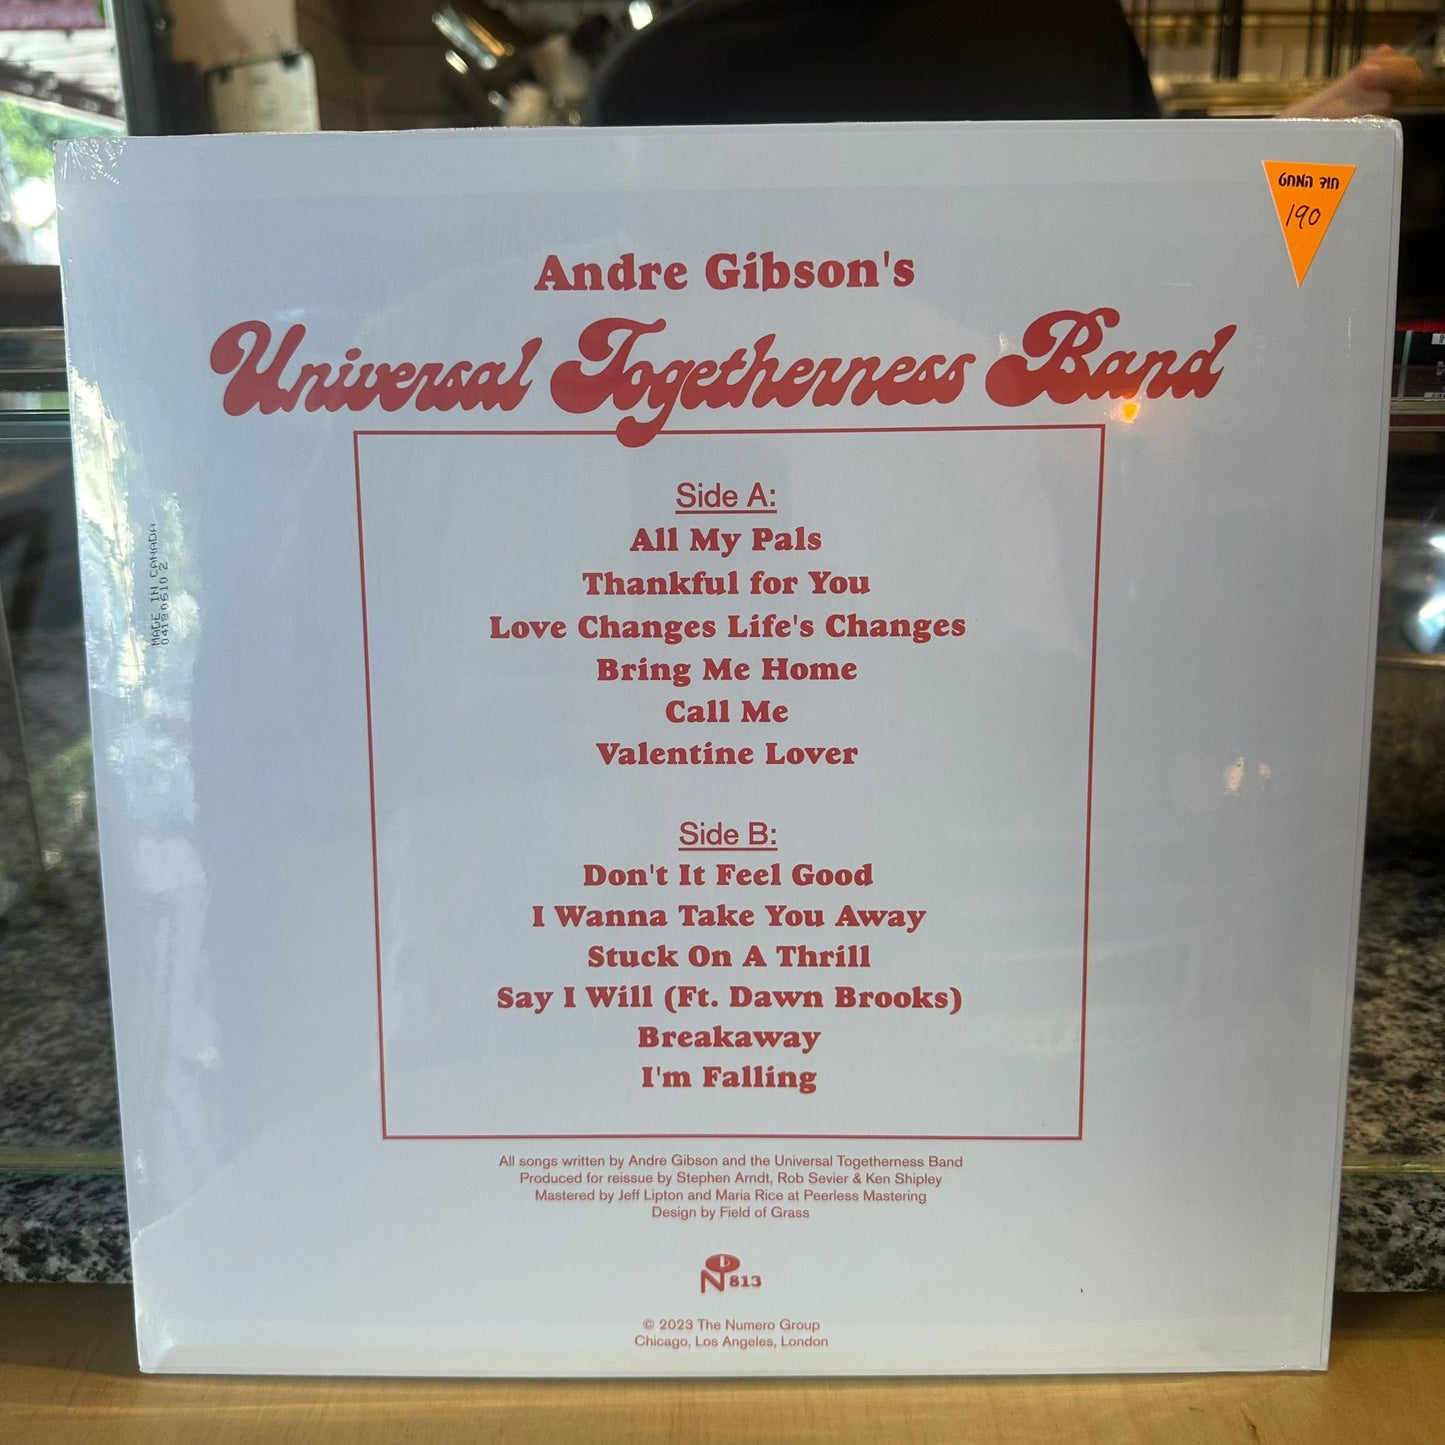 חוד המחט
190
Andre Gibson's
Universal Togetherness Band
Side A:
All My Pals
Thankful for You
Love Changes Life's Changes
Bring Me Home
Call Me
Valentine Lover
Side B:
Don't It Feel Good
I Wanna Take You Away
Stuck On A Thrill
Say I Will (Ft. Dawn Brooks)
Breakaway
I'm Falling
All songs written by Andre Gibson and the Universal Togetherness Band
Produced for reissue by Stephen Arndt, Rob Sevier & Ken Shipley
Mastered by Jeff Lipton and Maria Rice at Peerless Mastering
Design by Field of Grass
N 813
© 2023 The Numero Group
Chicago, Los Angeles, London
MADE IN CANADA